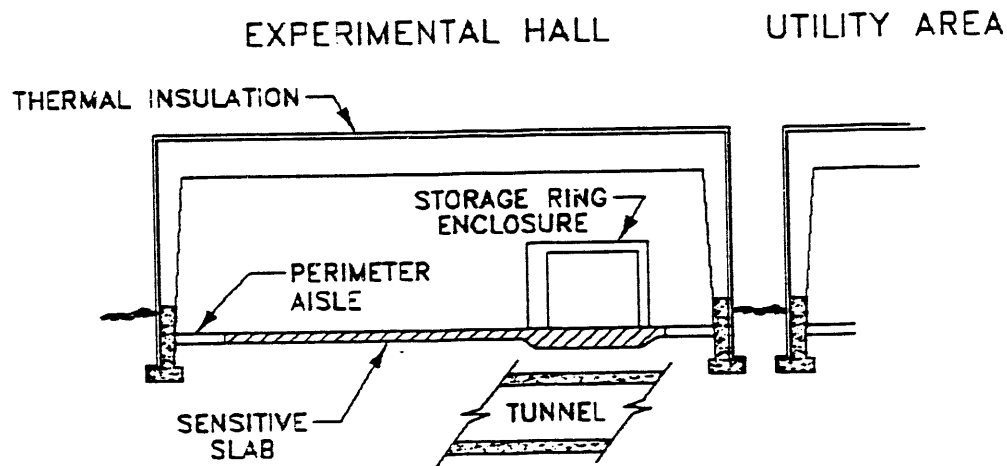 EXPERIMENTAL HALL
UTILITY AREA
THERMAL INSULATION
STORAGE RING
ENCLOSURE
PERIMETER
AISLE
SENSITIVE
SLAB
TUNNEL